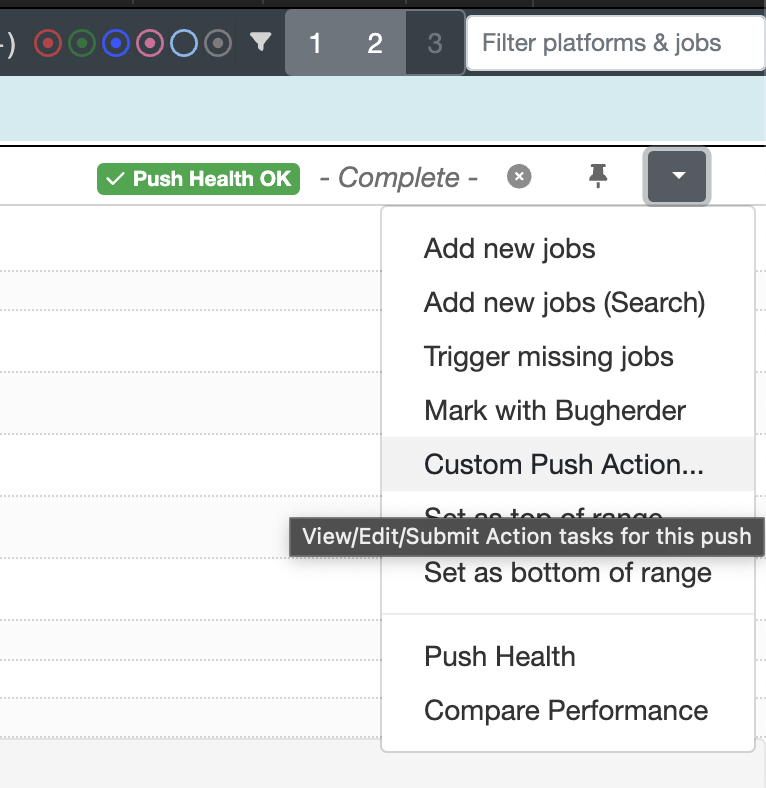 1 2 3 Filter platforms & jobs
Push Health OK - Complete -
Add new jobs
Add new jobs (Search)
Trigger missing jobs
Mark with Bugherder
Custom Push Action...
Set as top of range
View/Edit/Submit Action tasks for this push
Set as bottom of range
Push Health
Compare Performance